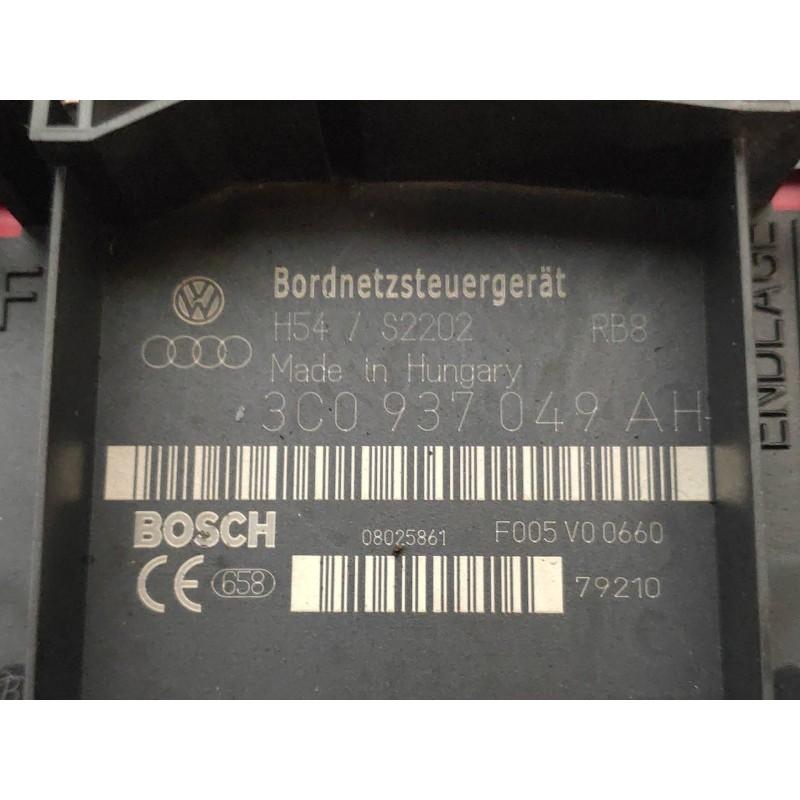 Bordnetzsteuergerät
H54 / S2202 RB8
Made in Hungary
3C0 937 049 AH
BOSCH 08025861 F005 V0 0660
CE 658 79210
ENDLAGE
F
B